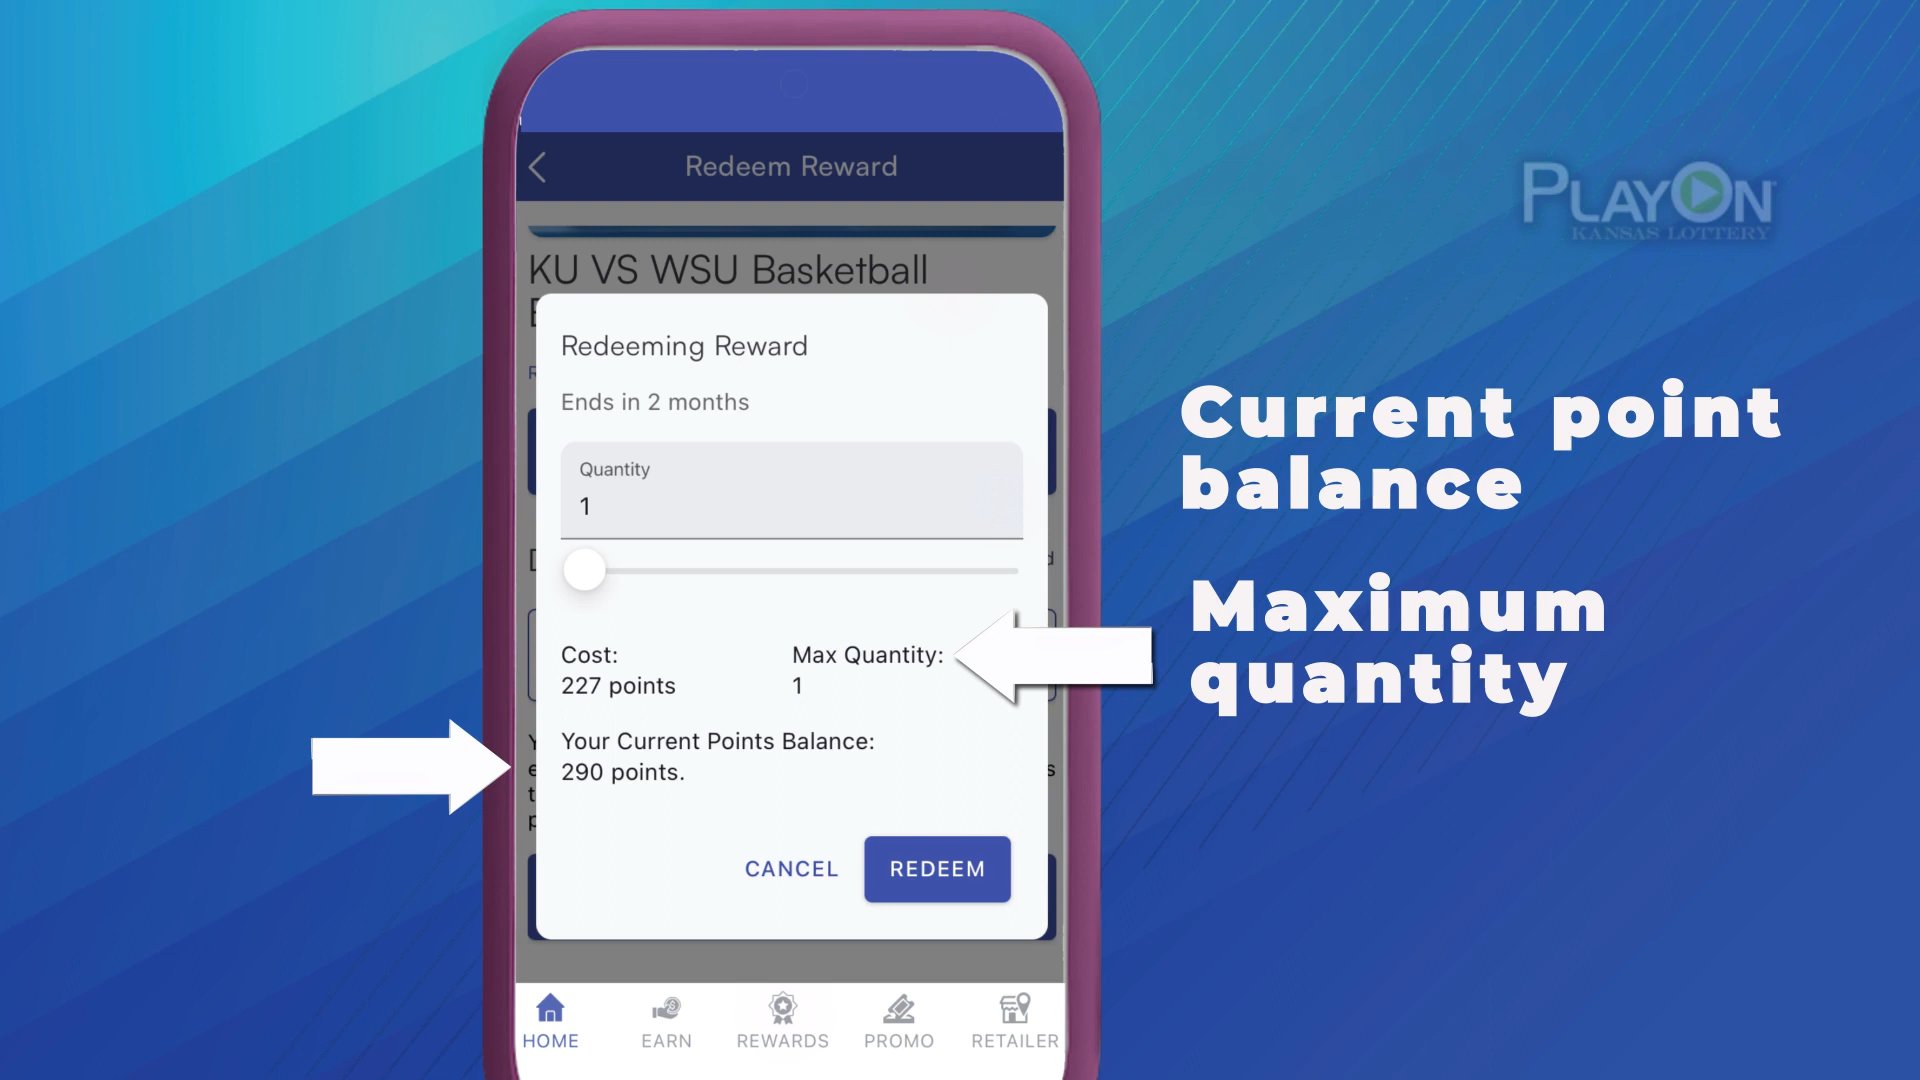 Redeem Reward
KU VS WSU Basketball
Redeeming Reward
Ends in 2 months
Quantity
1
Cost:
227 points
Max Quantity:
1
Your Current Points Balance:
290 points.
CANCEL
REDEEM
HOME
EARN
REWARDS
PROMO
RETAILER
PLAYON
KANSAS LOTTERY
Current point
balance
Maximum
quantity